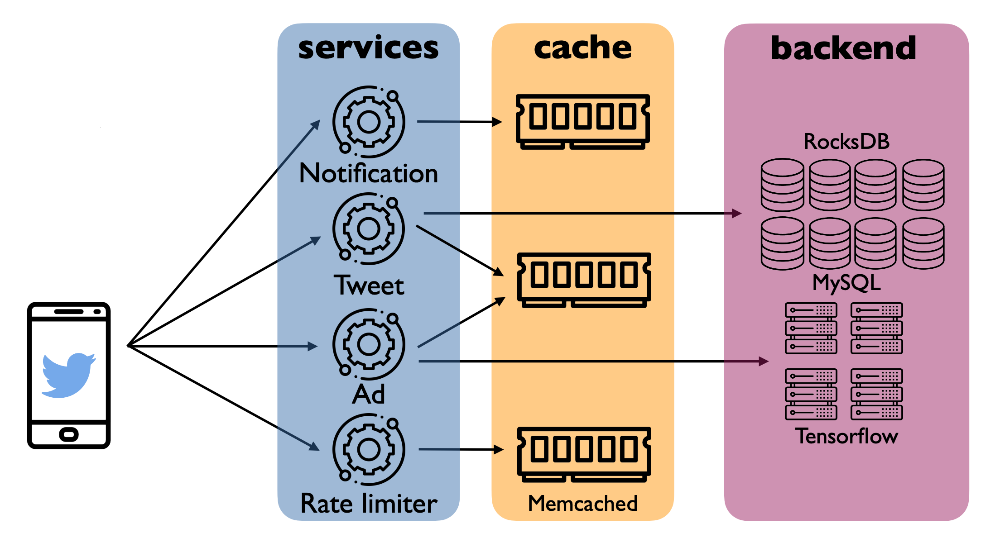 services
cache
backend
Notification
Tweet
Ad
Rate limiter
Memcached
RocksDB
MySQL
Tensorflow